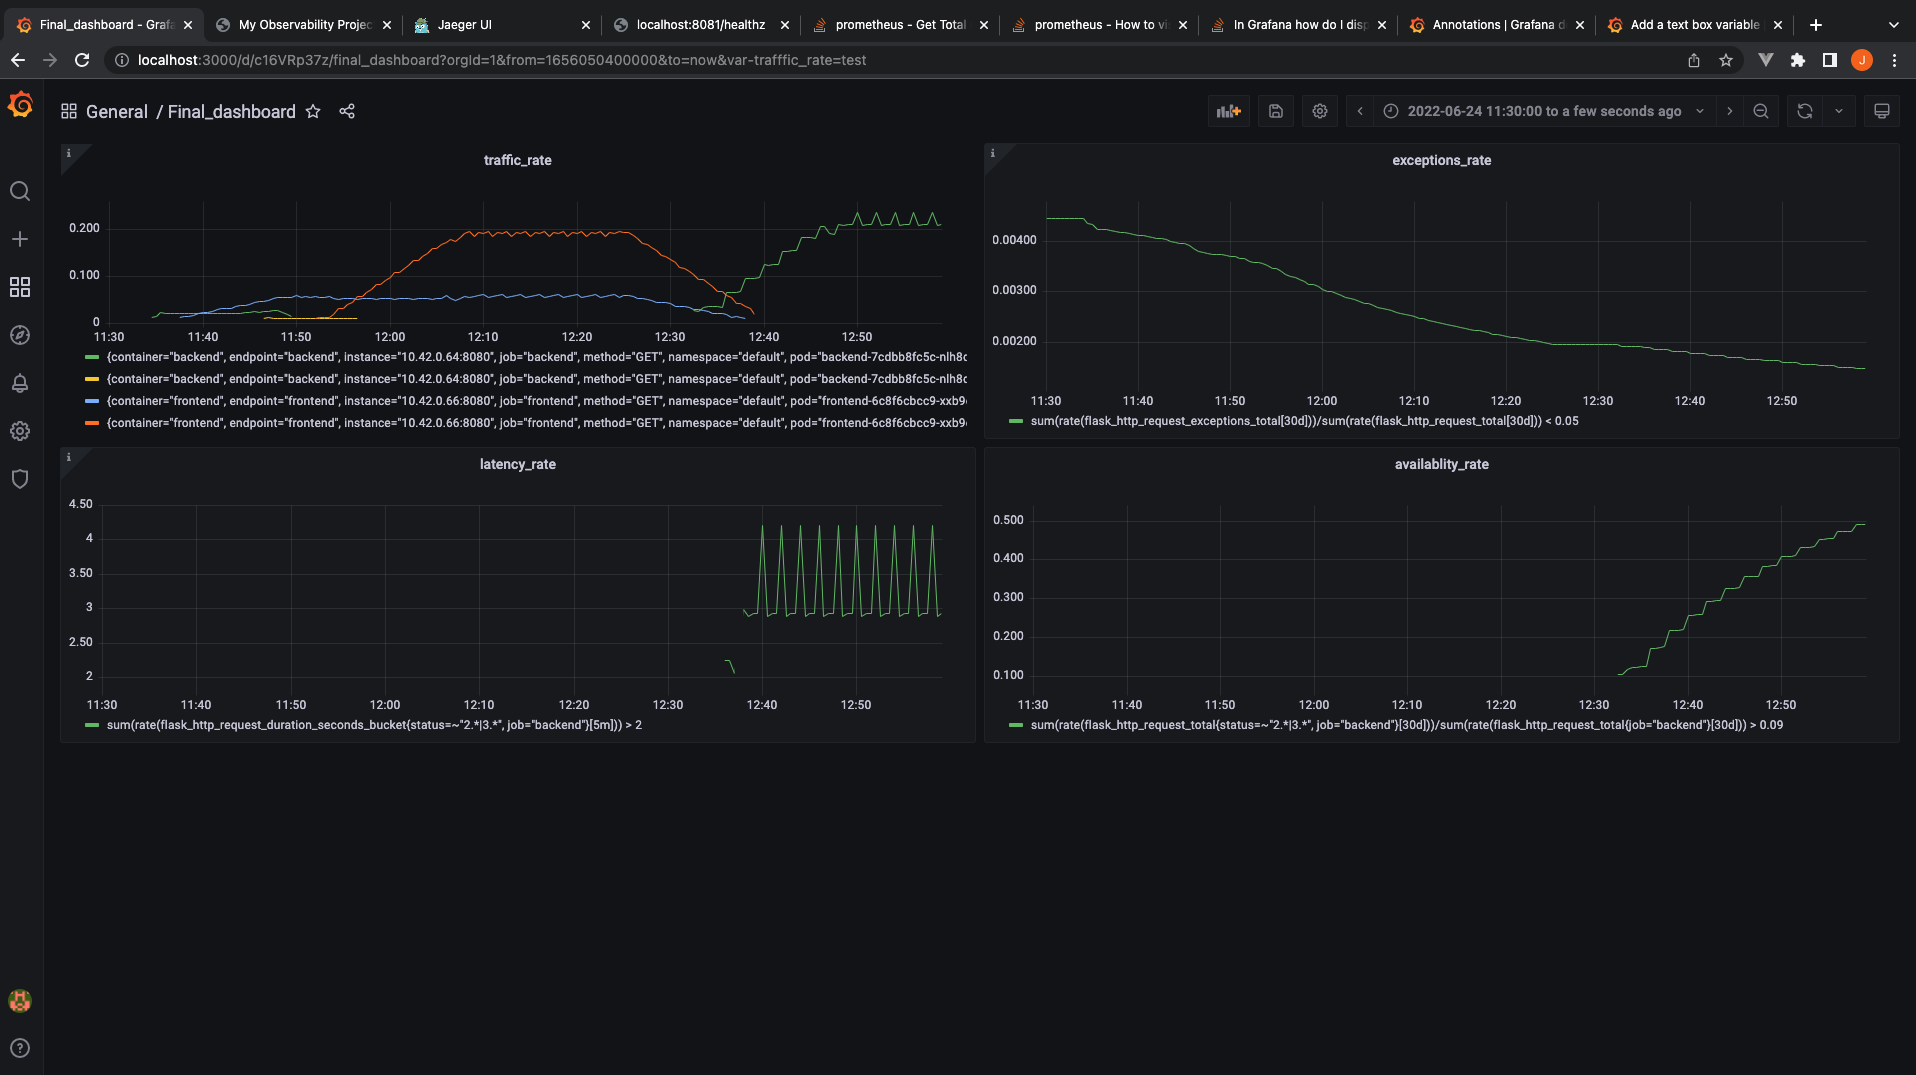 Final_dashboard - Grafa
My Observability Projec
Jaeger UI
localhost:8081/healthz
prometheus - Get Total
prometheus - How to vi
In Grafana how do I disp
Annotations | Grafana d
Add a text box variable
localhost:3000/d/c16VRp37z/final_dashboard?orgId=1&from=1656050400000&to=now&var-trafffic_rate=test
J
General / Final_dashboard
2022-06-24 11:30:00 to a few seconds ago
traffic_rate
0.200
0.100
0
11:30 11:40 11:50 12:00 12:10 12:20 12:30 12:40 12:50
{container="backend", endpoint="backend", instance="10.42.0.64:8080", job="backend", method="GET", namespace="default", pod="backend-7cdbb8fc5c-nlh8c
{container="backend", endpoint="backend", instance="10.42.0.64:8080", job="backend", method="GET", namespace="default", pod="backend-7cdbb8fc5c-nlh8c
{container="frontend", endpoint="frontend", instance="10.42.0.66:8080", job="frontend", method="GET", namespace="default", pod="frontend-6c8f6cbcc9-xxb9
{container="frontend", endpoint="frontend", instance="10.42.0.66:8080", job="frontend", method="GET", namespace="default", pod="frontend-6c8f6cbcc9-xxb9
exceptions_rate
0.00400
0.00300
0.00200
11:30 11:40 11:50 12:00 12:10 12:20 12:30 12:40 12:50
sum(rate(flask_http_request_exceptions_total[30d]))/sum(rate(flask_http_request_total[30d])) < 0.05
latency_rate
4.50
4
3.50
3
2.50
2
11:30 11:40 11:50 12:00 12:10 12:20 12:30 12:40 12:50
sum(rate(flask_http_request_duration_seconds_bucket{status=~"2.*|3.*", job="backend"}[5m])) > 2
availablity_rate
0.500
0.400
0.300
0.200
0.100
11:30 11:40 11:50 12:00 12:10 12:20 12:30 12:40 12:50
sum(rate(flask_http_request_total{status=~"2.*|3.*", job="backend"}[30d]))/sum(rate(flask_http_request_total{job="backend"}[30d])) > 0.09